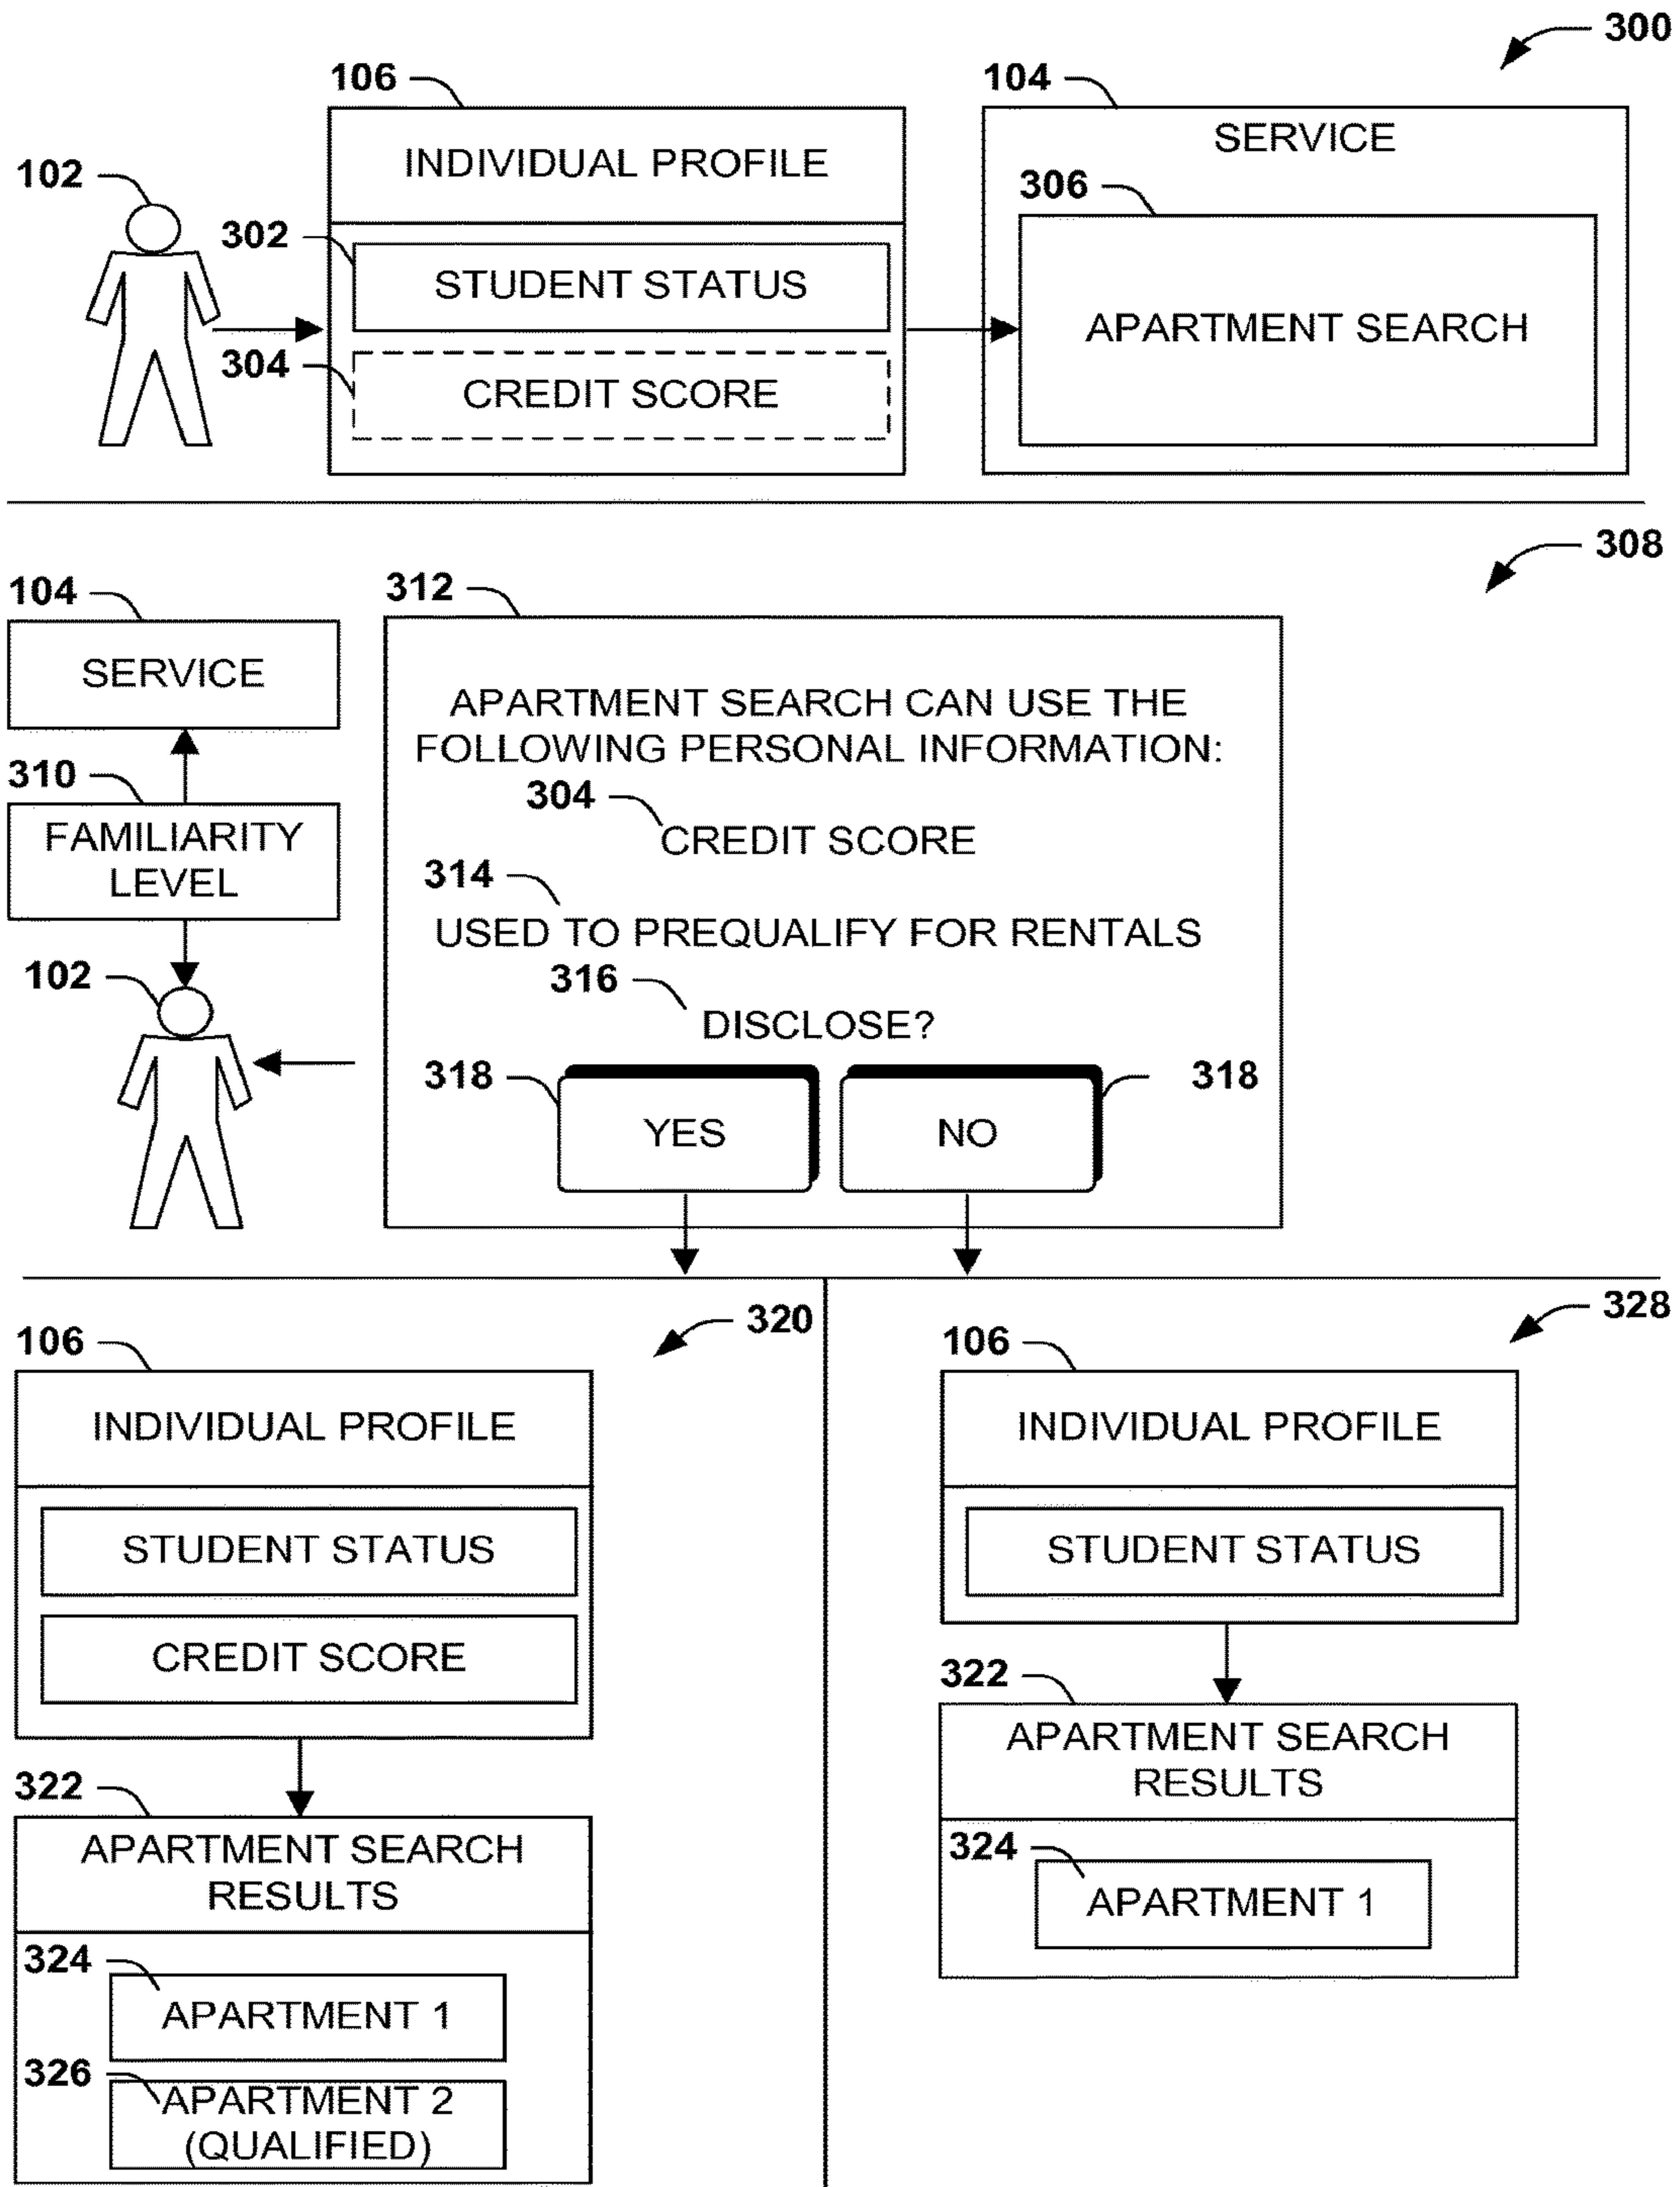 300
106
104
INDIVIDUAL PROFILE
SERVICE
102
306
302
STUDENT STATUS
APARTMENT SEARCH
304
CREDIT SCORE
308
104
312
SERVICE
APARTMENT SEARCH CAN USE THE
FOLLOWING PERSONAL INFORMATION:
310
304
FAMILIARITY
LEVEL
CREDIT SCORE
314
USED TO PREQUALIFY FOR RENTALS
102
316
DISCLOSE?
318
318
YES
NO
320
328
106
106
INDIVIDUAL PROFILE
INDIVIDUAL PROFILE
STUDENT STATUS
STUDENT STATUS
CREDIT SCORE
322
APARTMENT SEARCH
RESULTS
322
APARTMENT SEARCH
RESULTS
324
APARTMENT 1
324
APARTMENT 1
326
APARTMENT 2
(QUALIFIED)